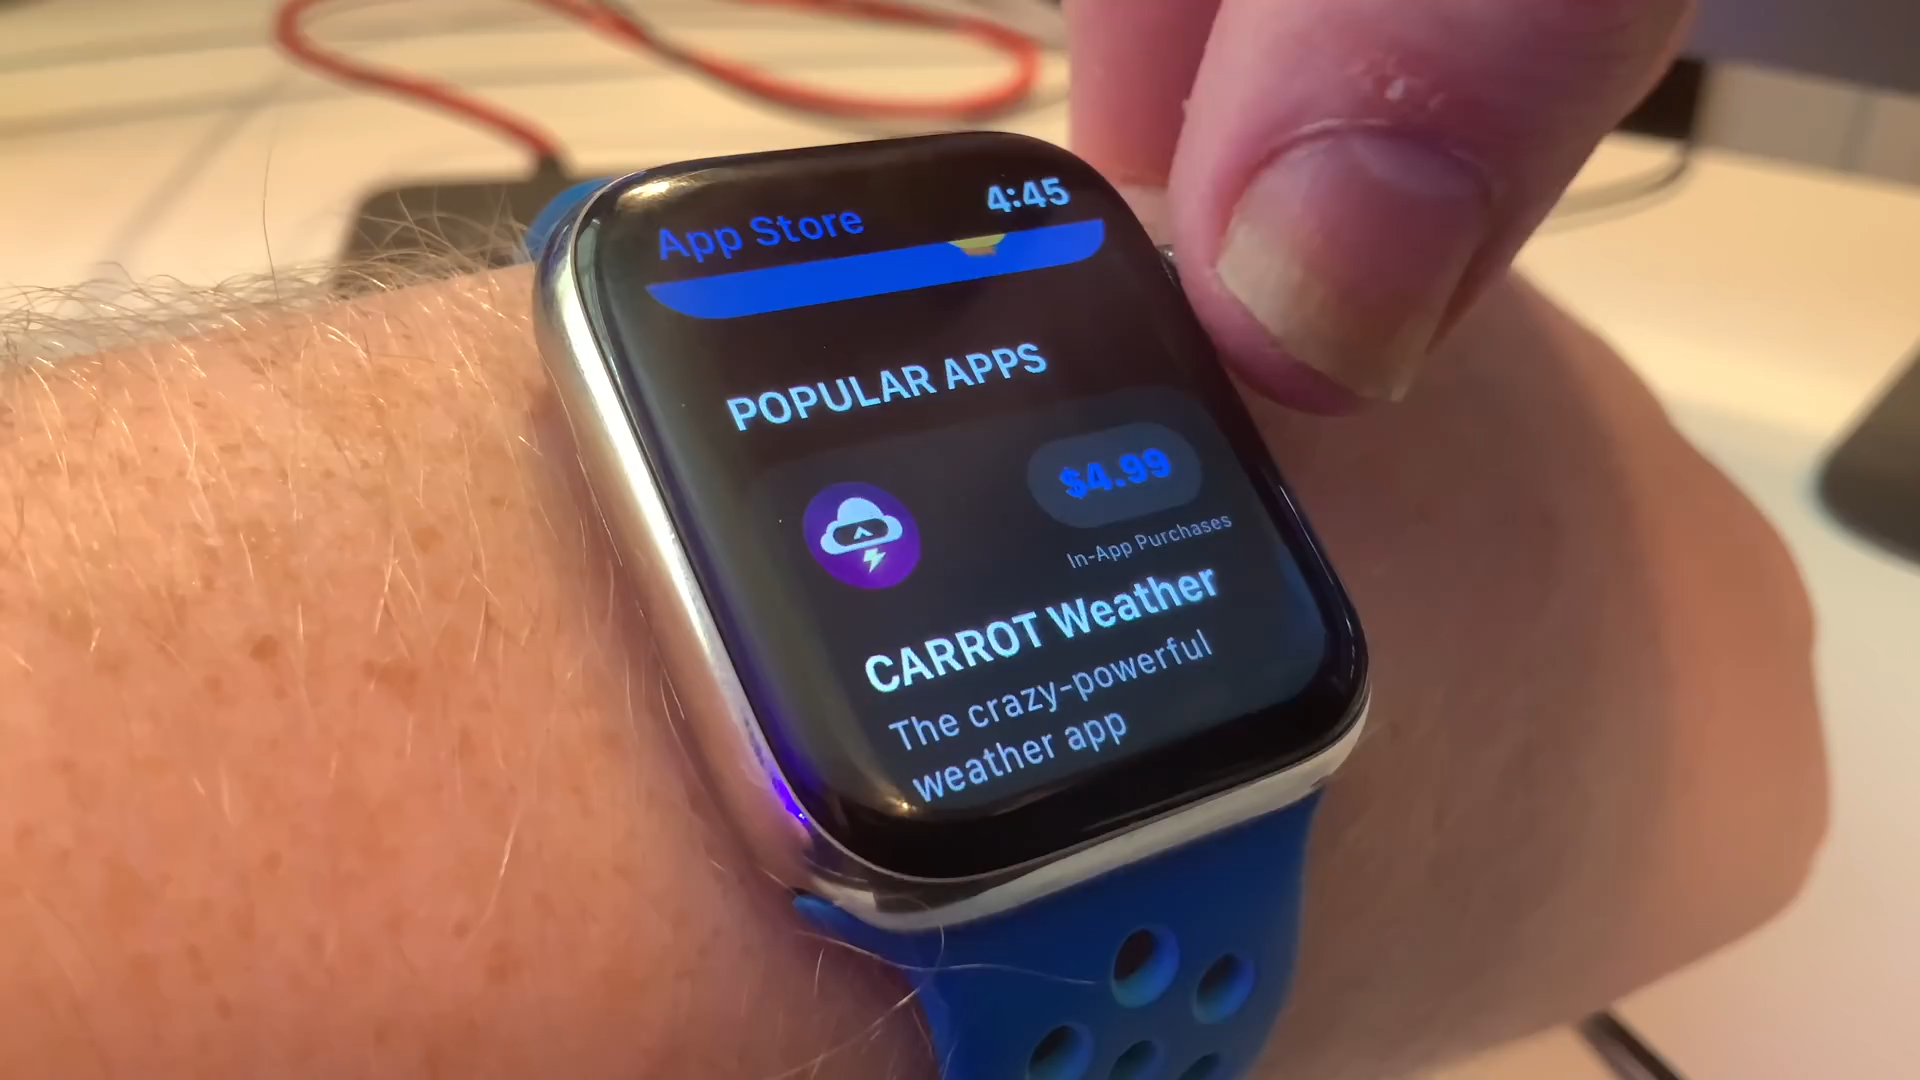 App Store
4:45
POPULAR APPS
$4.99
In-App Purchases
CARROT Weather
The crazy-powerful
weather app